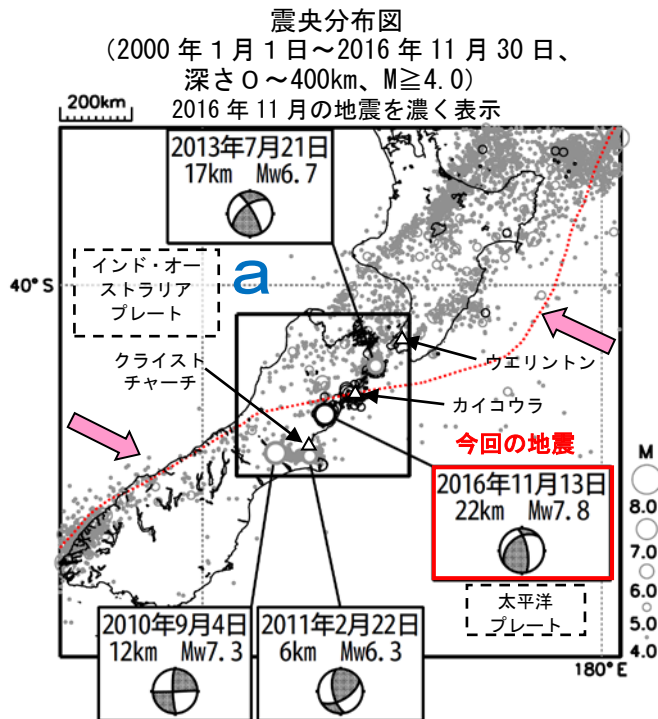 震央分布図
(2000年１月１日～2016年11月30日、
深さ０～400km、M≧4.0)
2016年11月の地震を濃く表示
200km
2013年7月21日
17km Mw6.7
インド・オー
ストラリア
プレート
a
40°S
クライスト
チャーチ
ウエリントン
カイコウラ
今回の地震
2016年11月13日
22km Mw7.8
M
8.0
7.0
6.0
5.0
4.0
太平洋
プレート
2010年9月4日
12km Mw7.3
2011年2月22日
6km Mw6.3
180°E